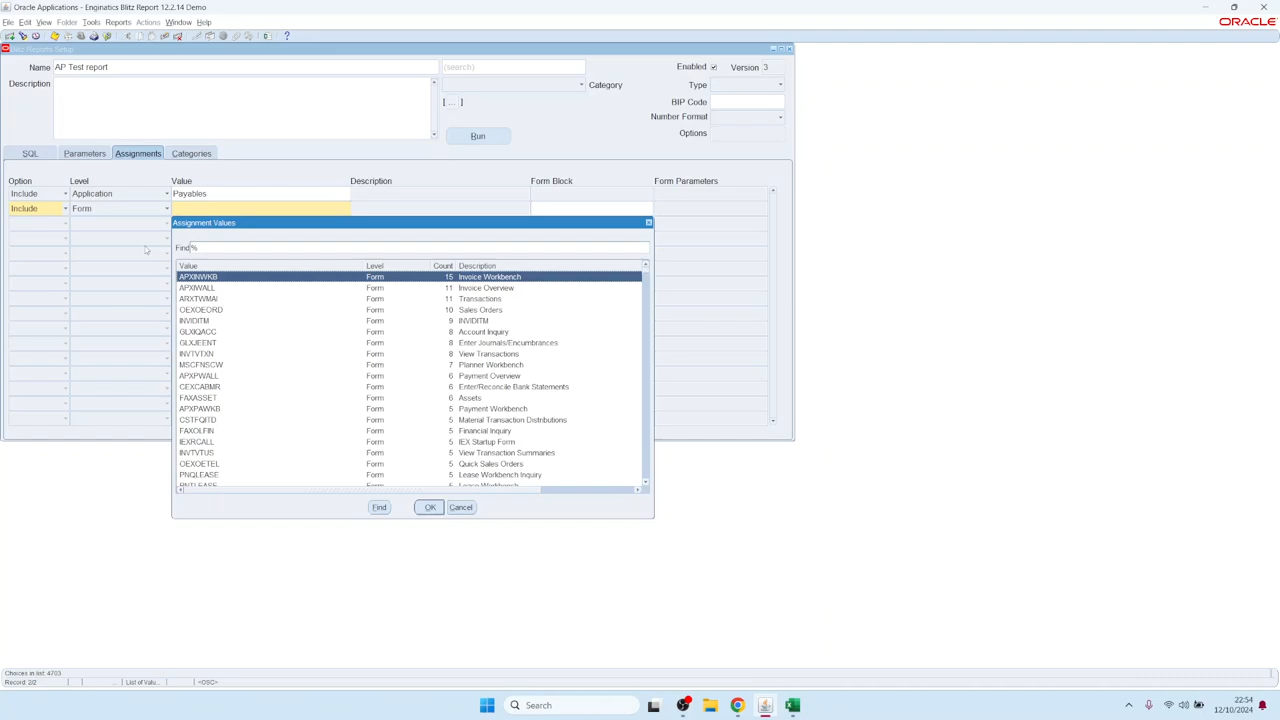 Oracle Applications - Enginatics Blitz Report 12.2.14 Demo
File Edit View Folder Tools Reports Actions Window Help
ORACLE
Blitz Reports Setup
Name AP Test report (search) Enabled Version 3
Description Category Type
[ ... ] BIP Code
Number Format
Run Options
SQL Parameters Assignments Categories
Option Level Value Description Form Block Form Parameters
Include Application Payables
Include Form
Assignment Values
Find %
Value Level Count Description
APXINWKB Form 15 Invoice Workbench
APXIWALL Form 11 Invoice Overview
ARXTWMAI Form 11 Transactions
OEXOEORD Form 10 Sales Orders
INVIDITM Form 9 INVIDITM
GLXIQACC Form 8 Account Inquiry
GLXJEENT Form 8 Enter Journals/Encumbrances
INVTVTXN Form 8 View Transactions
MSCFNSCW Form 7 Planner Workbench
APXPWALL Form 6 Payment Overview
CEXCABMR Form 6 Enter/Reconcile Bank Statements
FAXASSET Form 6 Assets
APXPAWKB Form 5 Payment Workbench
CSTFQITD Form 5 Material Transaction Distributions
FAXOLFIN Form 5 Financial Inquiry
IEXRCALL Form 5 IEX Startup Form
INVTVTUS Form 5 View Transaction Summaries
OEXOETEL Form 5 Quick Sales Orders
PNQLEASE Form 5 Lease Workbench Inquiry
PNTLEASE Form 5 Lease Workbench
Find OK Cancel
Choices in list: 4703
Record: 2/2 ... List of Valu... <OSC>
Search
22:54
12/10/2024